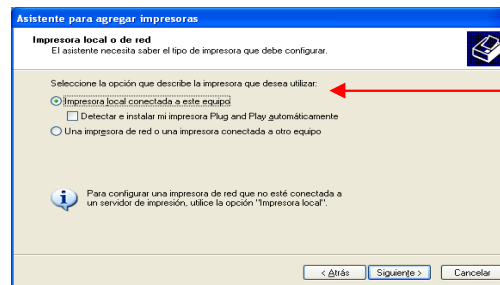 Asistente para agregar impresoras
Impresora local o de red
El asistente necesita saber el tipo de impresora que debe configurar.
Seleccione la opción que describe la impresora que desea utilizar:
Impresora local conectada a este equipo
Detectar e instalar mi impresora Plug and Play automáticamente
Una impresora de red o una impresora conectada a otro equipo
Para configurar una impresora de red que no esté conectada a
un servidor de impresión, utilice la opción "Impresora local".
< Atrás
Siguiente >
Cancelar